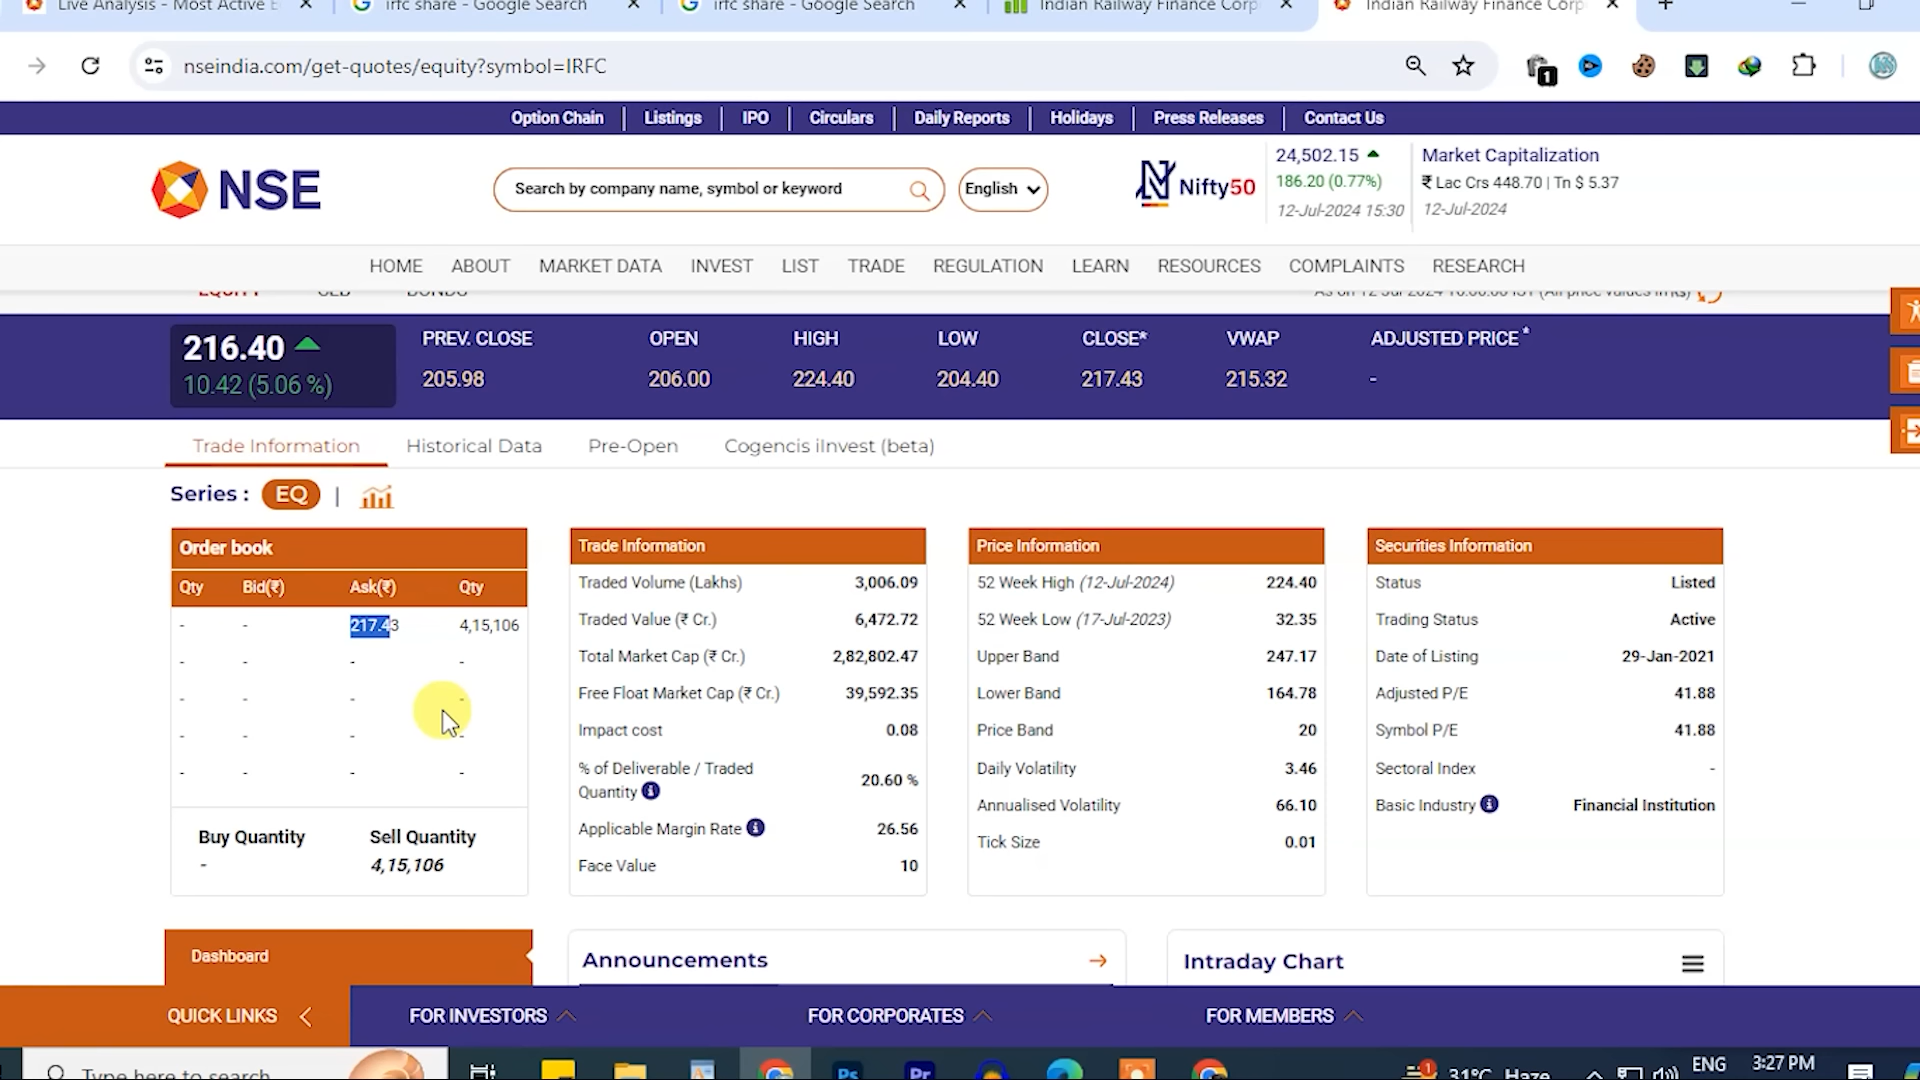 Live Analysis - Most Active E
irfc share - Google Search
irfc share - Google Search
Indian Railway Finance Corp
Indian Railway Finance Corp
nseindia.com/get-quotes/equity?symbol=IRFC
1
Option Chain | Listings | IPO | Circulars | Daily Reports | Holidays | Press Releases | Contact Us
NSE
Search by company name, symbol or keyword
English
Nifty50
24,502.15
186.20 (0.77%)
12-Jul-2024 15:30
Market Capitalization
₹ Lac Crs 448.70 | Tn $ 5.37
12-Jul-2024
HOME ABOUT MARKET DATA INVEST LIST TRADE REGULATION LEARN RESOURCES COMPLAINTS RESEARCH
EQUITY SLB BONDS
216.40
10.42 (5.06 %)
PREV. CLOSE OPEN HIGH LOW CLOSE* VWAP ADJUSTED PRICE *
205.98 206.00 224.40 204.40 217.43 215.32 -
Trade Information Historical Data Pre-Open Cogencis iInvest (beta)
Series : EQ |
Order book
Qty Bid(₹) Ask(₹) Qty
- - 217.43 4,15,106
- - - -
- - - -
- - - -
- - - -
Buy Quantity Sell Quantity
- 4,15,106
Trade Information
Traded Volume (Lakhs) 3,006.09
Traded Value (₹ Cr.) 6,472.72
Total Market Cap (₹ Cr.) 2,82,802.47
Free Float Market Cap (₹ Cr.) 39,592.35
Impact cost 0.08
% of Deliverable / Traded
Quantity 20.60 %
Applicable Margin Rate 26.56
Face Value 10
Price Information
52 Week High (12-Jul-2024) 224.40
52 Week Low (17-Jul-2023) 32.35
Upper Band 247.17
Lower Band 164.78
Price Band 20
Daily Volatility 3.46
Annualised Volatility 66.10
Tick Size 0.01
Securities Information
Status Listed
Trading Status Active
Date of Listing 29-Jan-2021
Adjusted P/E 41.88
Symbol P/E 41.88
Sectoral Index -
Basic Industry Financial Institution
Dashboard
Announcements
Intraday Chart
QUICK LINKS FOR INVESTORS FOR CORPORATES FOR MEMBERS
Type here to search
Ps
Pr
1
31°C Haze
ENG
3:27 PM